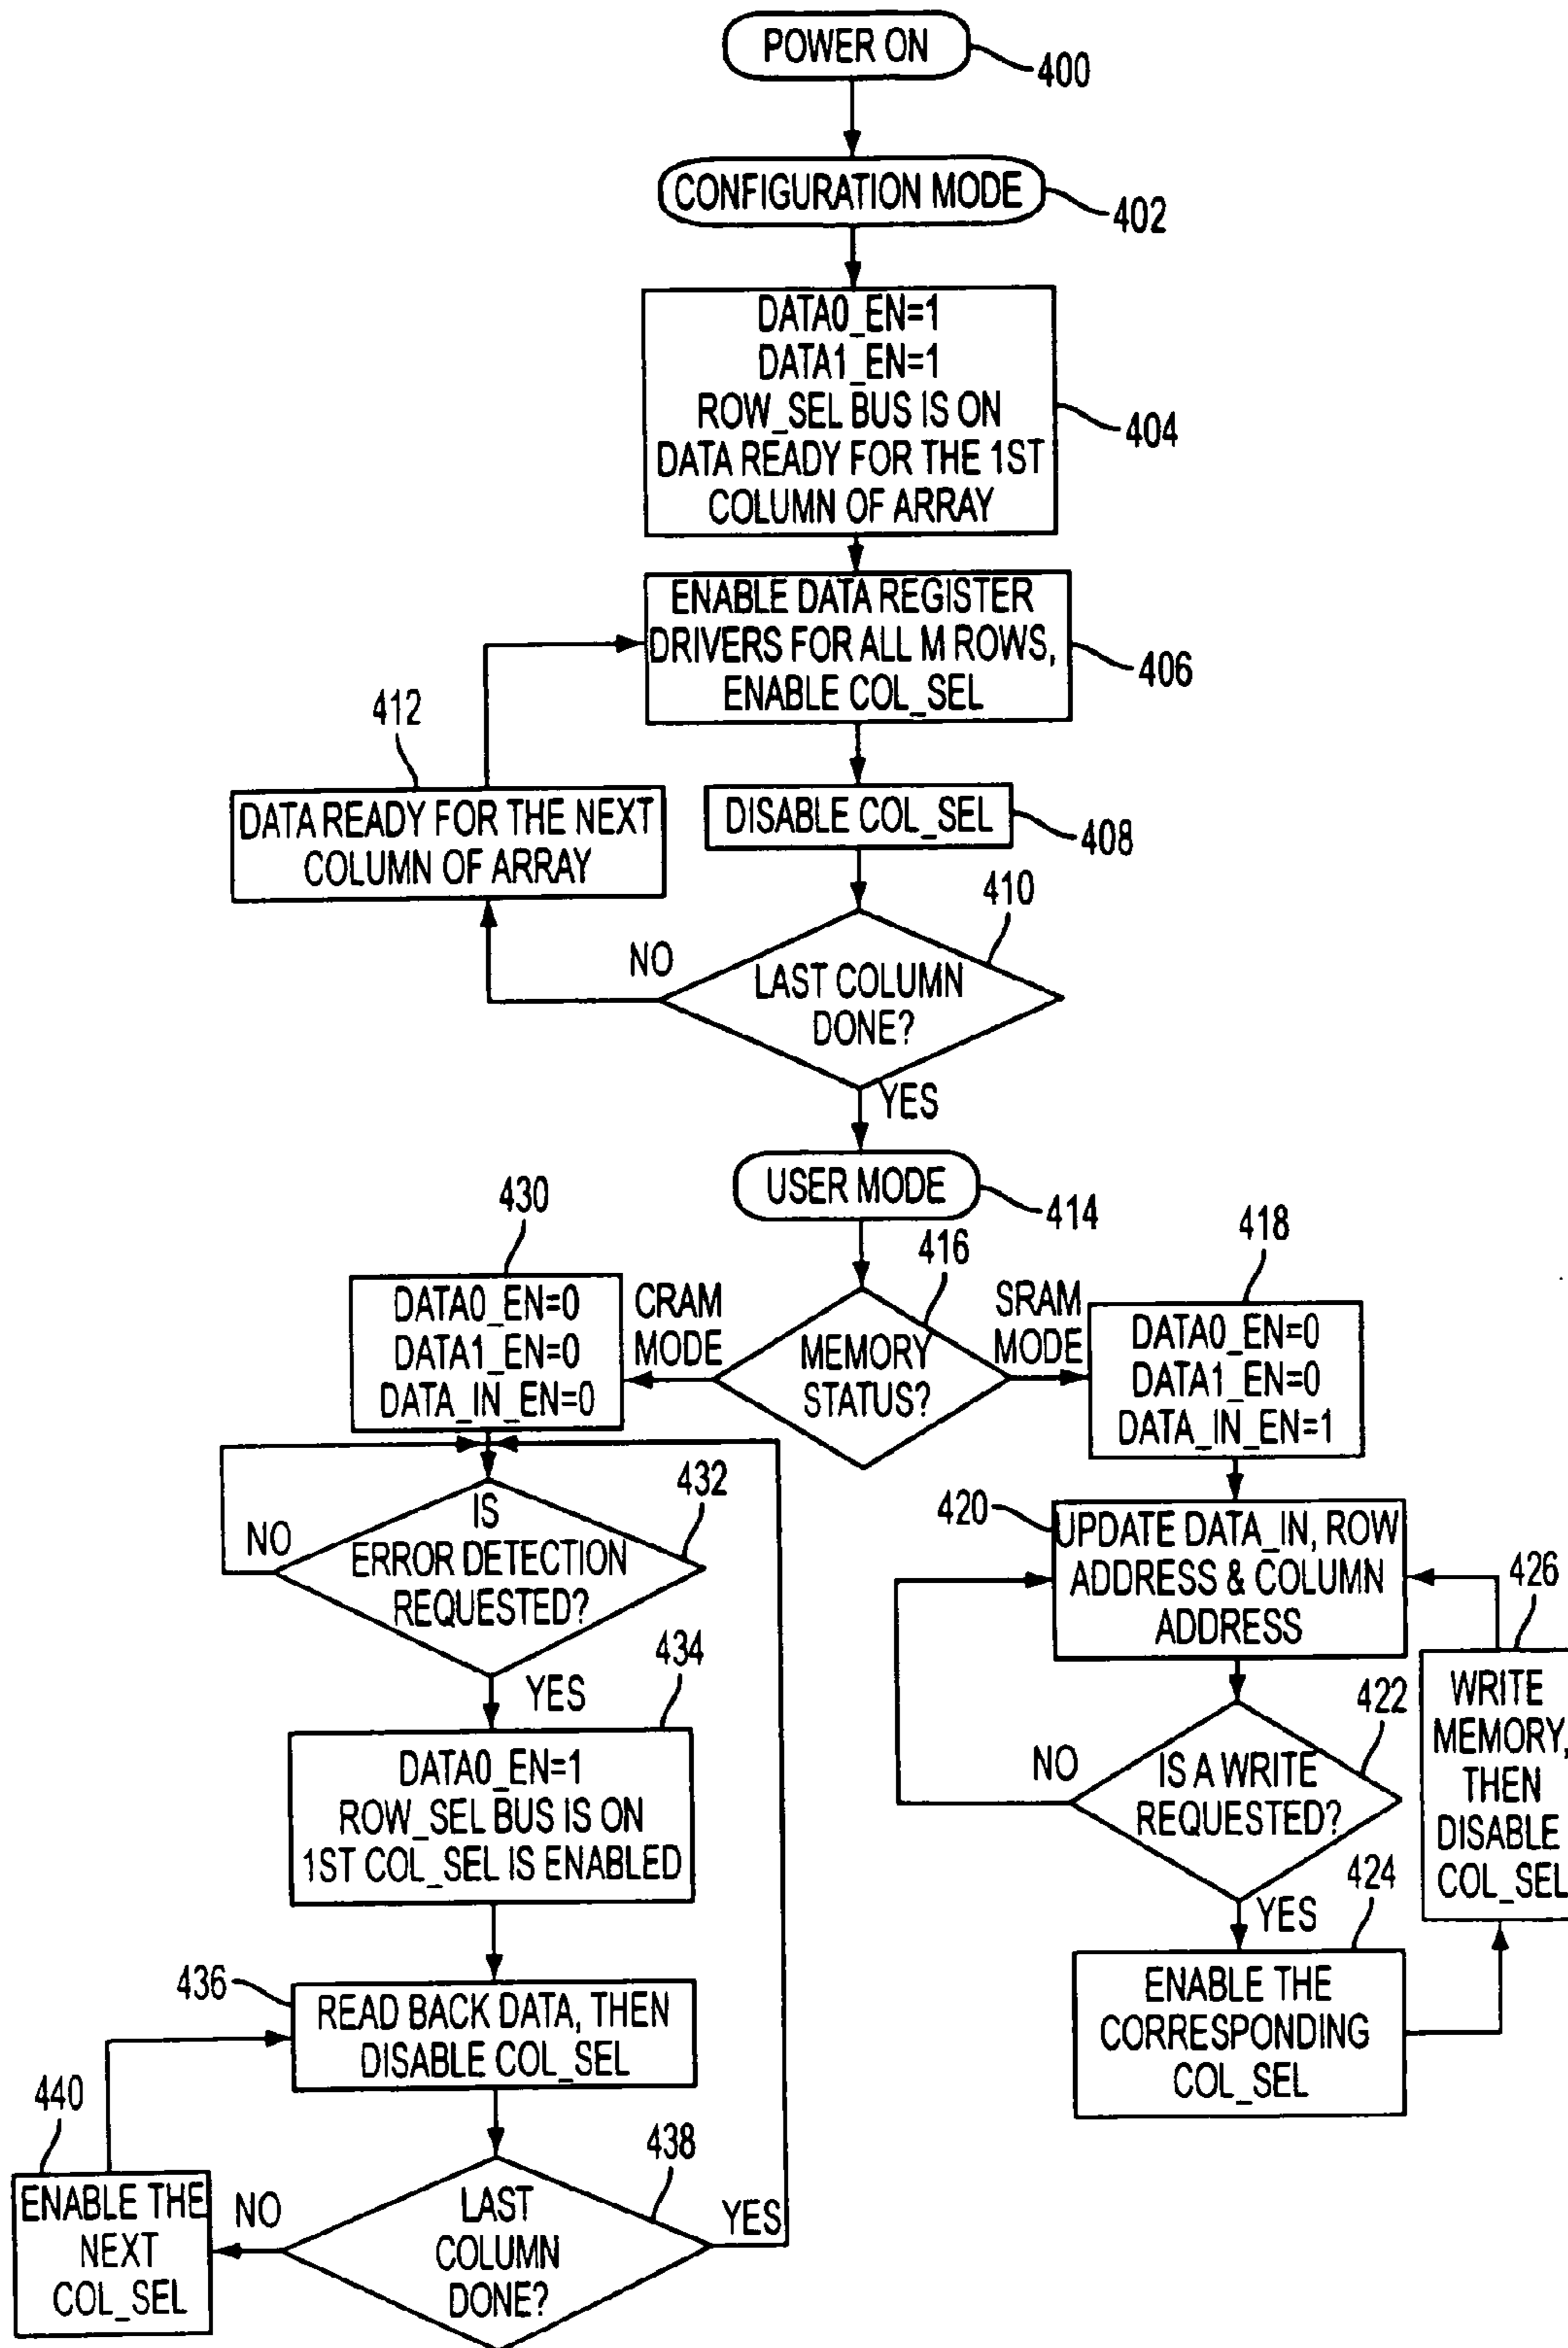 POWER ON
400
CONFIGURATION MODE
402
DATA0_EN=1
DATA1_EN=1
ROW_SEL BUS IS ON
DATA READY FOR THE 1ST
COLUMN OF ARRAY
404
ENABLE DATA REGISTER
DRIVERS FOR ALL M ROWS,
ENABLE COL_SEL
406
412
DATA READY FOR THE NEXT
COLUMN OF ARRAY
DISABLE COL_SEL
408
410
NO
LAST COLUMN
DONE?
YES
USER MODE
414
416
MEMORY
STATUS?
CRAM
MODE
SRAM
MODE
430
DATA0_EN=0
DATA1_EN=0
DATA_IN_EN=0
418
DATA0_EN=0
DATA1_EN=0
DATA_IN_EN=1
432
NO
IS
ERROR DETECTION
REQUESTED?
YES
434
DATA0_EN=1
ROW_SEL BUS IS ON
1ST COL_SEL IS ENABLED
436
READ BACK DATA, THEN
DISABLE COL_SEL
438
LAST
COLUMN
DONE?
YES
NO
440
ENABLE THE
NEXT
COL_SEL
420
UPDATE DATA_IN, ROW
ADDRESS & COLUMN
ADDRESS
422
NO
IS A WRITE
REQUESTED?
YES
424
ENABLE THE
CORRESPONDING
COL_SEL
426
WRITE
MEMORY,
THEN
DISABLE
COL_SEL